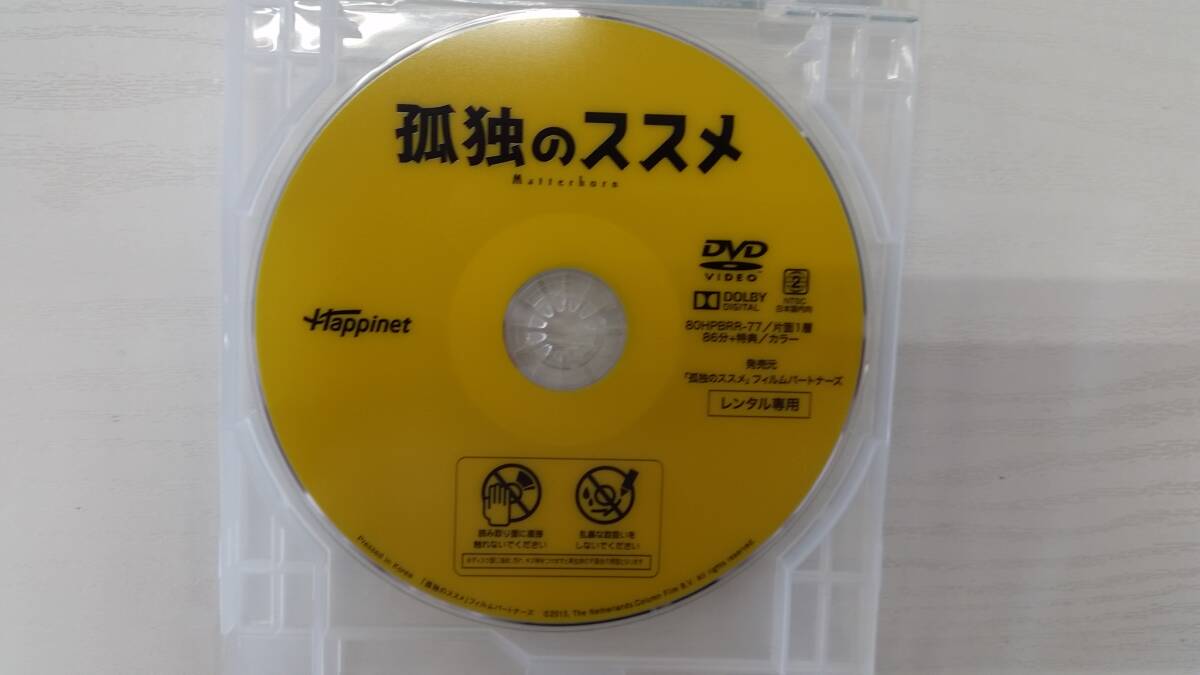 孤独のススメ
Matterhorn
Happinet
DVD
VIDEO
2
NTSC
日本国内向
DOLBY
DIGITAL
80HPBRR-77／片面1層
86分+特典／カラー
発売元
「孤独のススメ」フィルムパートナーズ
レンタル専用
読み取り面に直接
触れないでください
乱暴な取扱いを
しないでください
Pressed in Korea 「孤独のススメ」フィルムパートナーズ ©2013, The Netherlands Column Film B.V. All rights reserved.